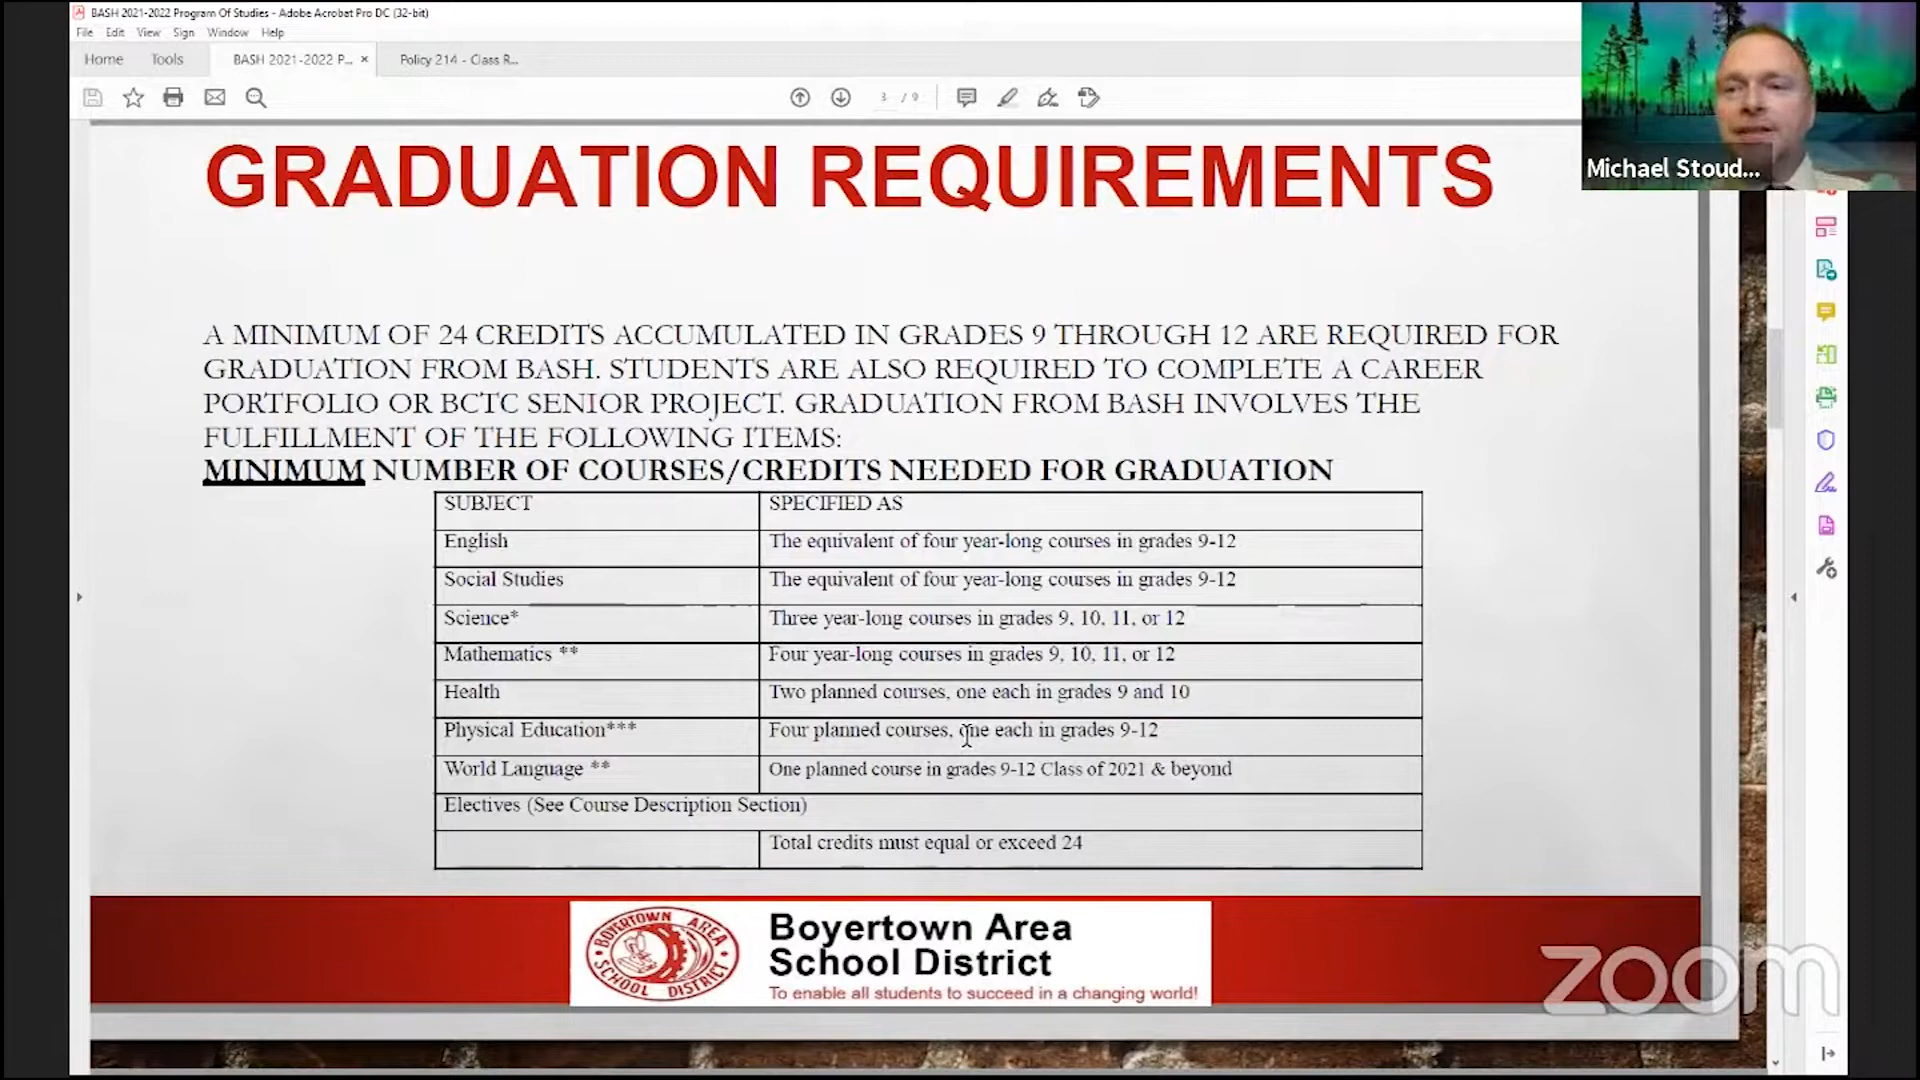 BASH 2021-2022 Program Of Studies - Adobe Acrobat Pro DC (32-bit)
File Edit View Sign Window Help
Home Tools BASH 2021-2022 P... × Policy 214 - Class R...
3 / 9
Michael Stoud...
GRADUATION REQUIREMENTS
A MINIMUM OF 24 CREDITS ACCUMULATED IN GRADES 9 THROUGH 12 ARE REQUIRED FOR
GRADUATION FROM BASH. STUDENTS ARE ALSO REQUIRED TO COMPLETE A CAREER
PORTFOLIO OR BCTC SENIOR PROJECT. GRADUATION FROM BASH INVOLVES THE
FULFILLMENT OF THE FOLLOWING ITEMS:
MINIMUM NUMBER OF COURSES/CREDITS NEEDED FOR GRADUATION
SUBJECT SPECIFIED AS
English The equivalent of four year-long courses in grades 9-12
Social Studies The equivalent of four year-long courses in grades 9-12
Science* Three year-long courses in grades 9, 10, 11, or 12
Mathematics ** Four year-long courses in grades 9, 10, 11, or 12
Health Two planned courses, one each in grades 9 and 10
Physical Education*** Four planned courses, one each in grades 9-12
World Language ** One planned course in grades 9-12 Class of 2021 & beyond
Electives (See Course Description Section)
Total credits must equal or exceed 24
BOYERTOWN AREA
SCHOOL DISTRICT
Boyertown Area
School District
To enable all students to succeed in a changing world!
zoom